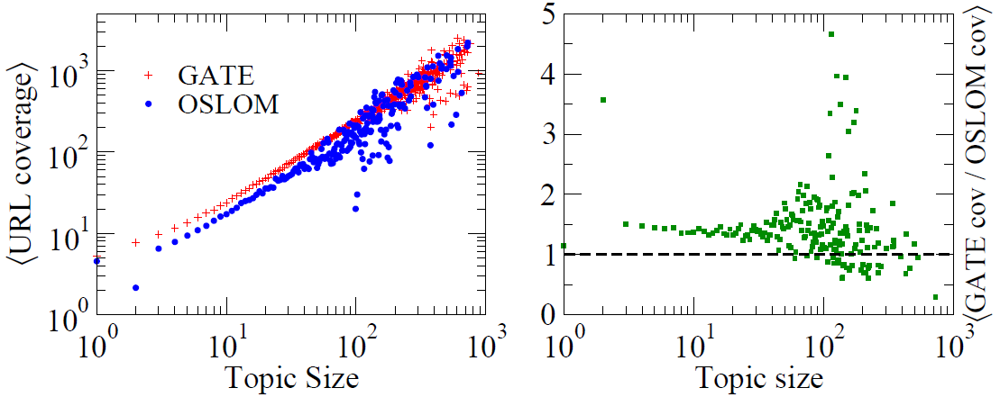 10^3
10^2
10^1
10^0
⟨URL coverage⟩
GATE
OSLOM
10^0 10^1 10^2 10^3
Topic Size
5
4
3
2
1
0
10^0 10^1 10^2 10^3
Topic size
⟨GATE cov / OSLOM cov⟩